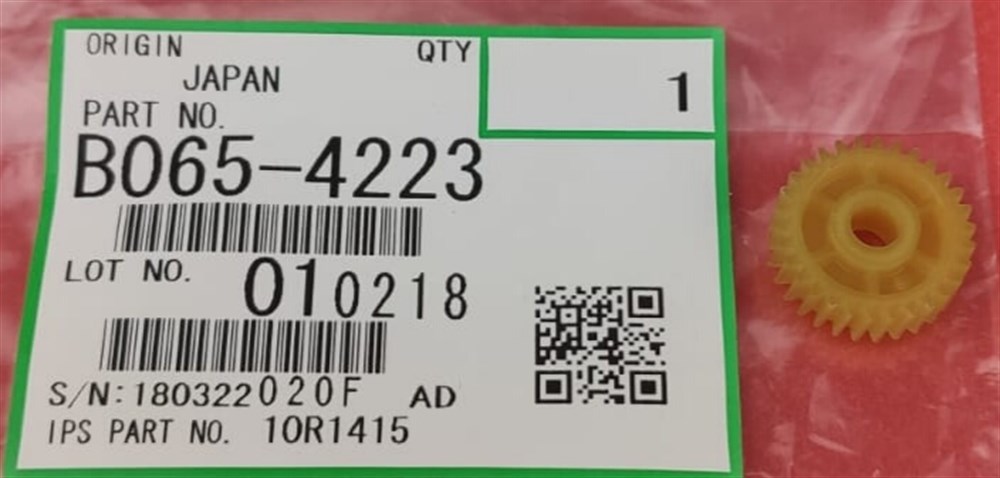 ORIGIN
JAPAN
QTY
1
PART NO.
B065-4223
LOT NO.
010218
S/N:180322020F AD
IPS PART NO. 10R1415